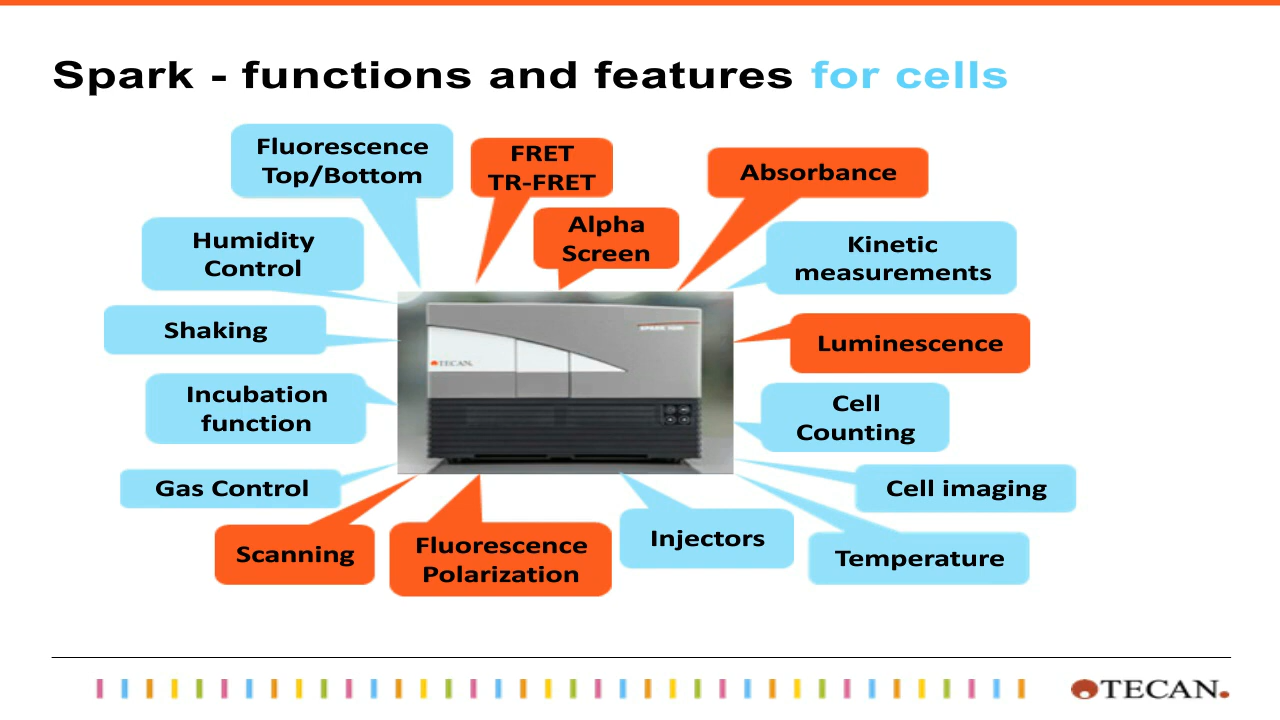 Spark - functions and features for cells
Fluorescence
Top/Bottom
FRET
TR-FRET
Absorbance
Alpha
Screen
Humidity
Control
Kinetic
measurements
Shaking
Luminescence
Incubation
function
Cell
Counting
Gas Control
Cell imaging
Scanning
Fluorescence
Polarization
Injectors
Temperature
TECAN.
TECAN.